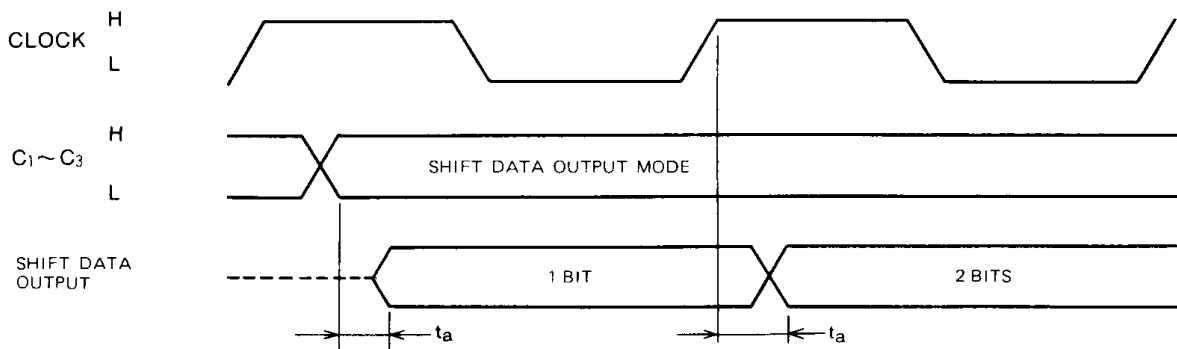 H
CLOCK
L
H
C₁~C₃
SHIFT DATA OUTPUT MODE
L
SHIFT DATA
OUTPUT
1 BIT
2 BITS
tₐ
tₐ